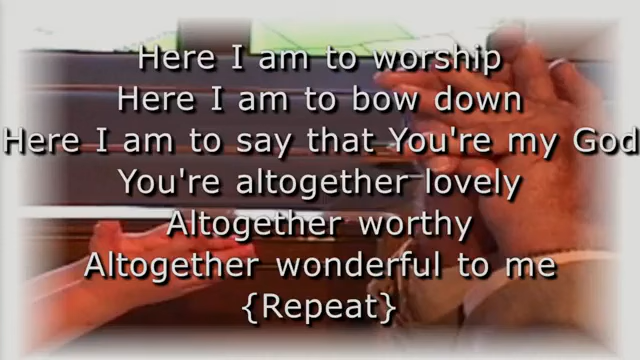 Here I am to worship
Here I am to bow down
Here I am to say that You're my God
You're altogether lovely
Altogether worthy
Altogether wonderful to me
{Repeat}